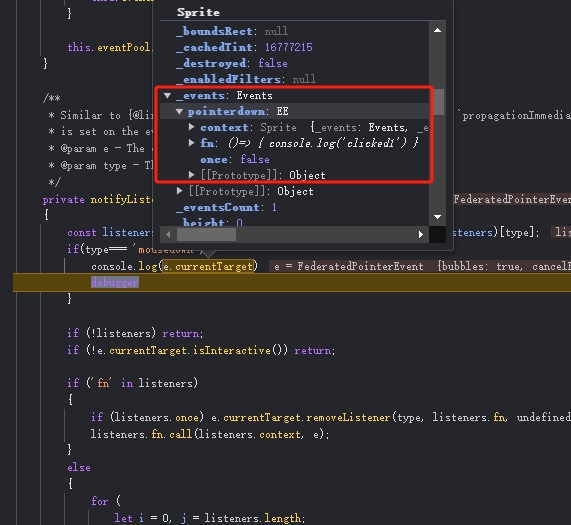 Sprite
_boundsRect: null
_cachedTint: 16777215
_destroyed: false
_enabledFilters: null
_events: Events
pointerdown: EE
context: Sprite {_events: Events, _e
fn: ()=> { console.log('clicked1') }
once: false
[[Prototype]]: Object
[[Prototype]]: Object
_eventsCount: 1
_height: 0
}
this.eventPool.
}
/**
* Similar to {@li `propagationImmedia
* is set on the ev
* @param e — The e
* @param type — Th
*/
private notifyListe FederatedPointerEvent
{
const listeners listeners)[type]; lis
if(type=== 'mousedown')
console.log(e.currentTarget) e = FederatedPointerEvent {bubbles: true, cancelB
debugger
}
if (!listeners) return;
if (!e.currentTarget.isInteractive()) return;
if ('fn' in listeners)
{
if (listeners.once) e.currentTarget.removeListener(type, listeners.fn, undefined
listeners.fn.call(listeners.context, e);
}
else
{
for (
let i = 0, j = listeners.length;